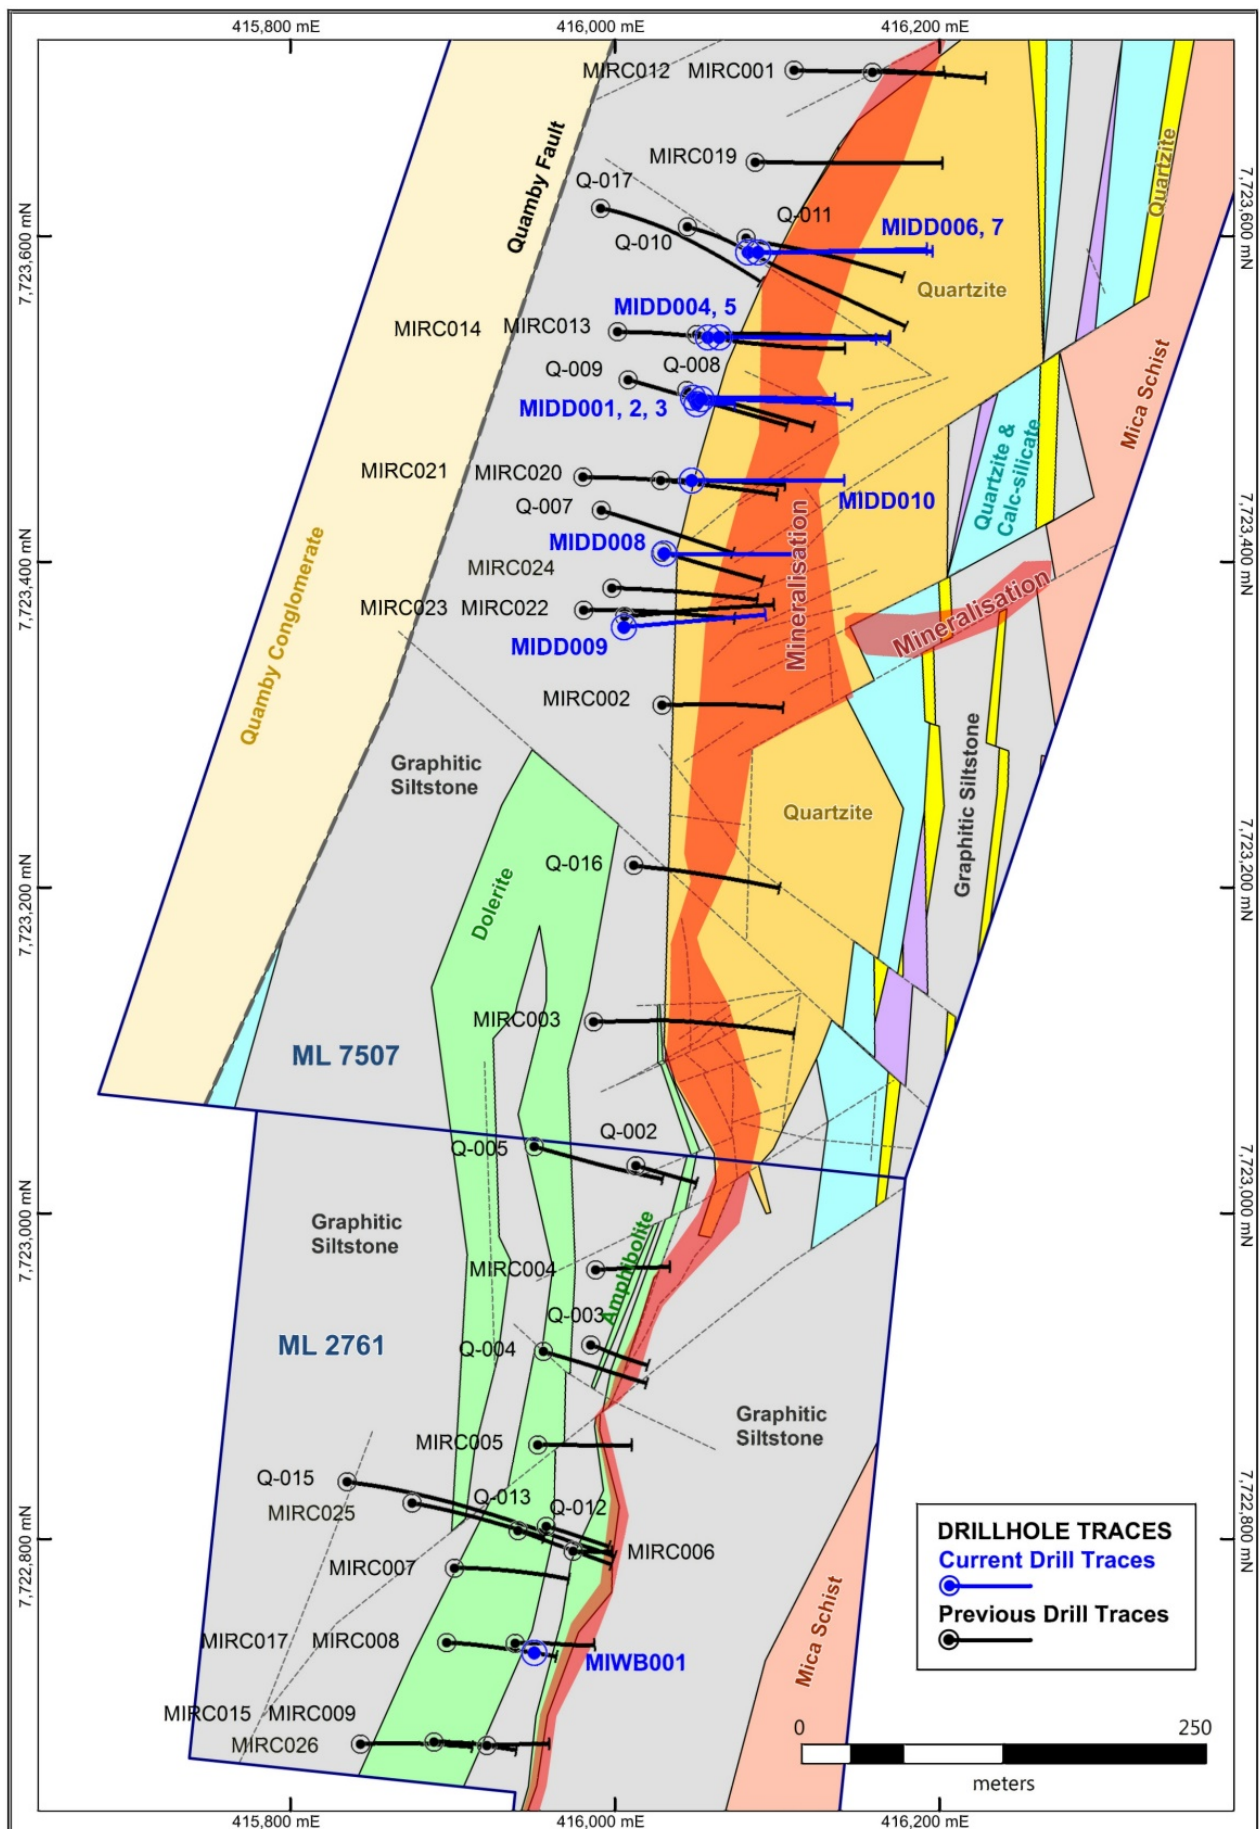 415,800 mE
416,000 mE
416,200 mE
MIRC012
MIRC001
Quamby Fault
MIRC019
Quartzite
Q-017
Q-011
Q-010
MIDD006, 7
7,723,600 mN
7,723,600 mN
Quartzite
MIDD004, 5
MIRC014
MIRC013
Q-009
Q-008
MIDD001, 2, 3
Mica Schist
Quartzite &
Calc-silicate
MIRC021
MIRC020
MIDD010
Q-007
MIDD008
Mineralisation
7,723,400 mN
7,723,400 mN
MIRC024
MIRC023
MIRC022
MIDD009
Mineralisation
Quamby Conglomerate
MIRC002
Graphitic
Siltstone
Graphitic Siltstone
Quartzite
Q-016
Dolerite
7,723,200 mN
7,723,200 mN
MIRC003
ML 7507
Q-002
Q-005
7,723,000 mN
7,723,000 mN
Graphitic
Siltstone
Amphibolite
MIRC004
Q-003
ML 2761
Q-004
Graphitic
Siltstone
MIRC005
Q-015
Q-013
Q-012
MIRC025
7,722,800 mN
7,722,800 mN
MIRC006
MIRC007
DRILLHOLE TRACES
Current Drill Traces
Previous Drill Traces
Mica Schist
MIRC017
MIRC008
MIWB001
MIRC015
MIRC009
MIRC026
0
250
meters
415,800 mE
416,000 mE
416,200 mE